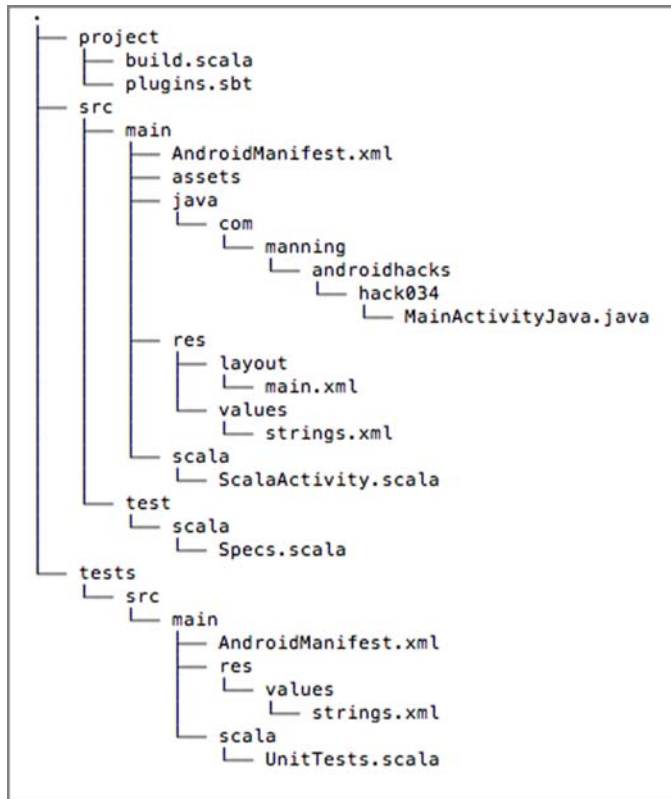 .
├── project
│   ├── build.scala
│   └── plugins.sbt
├── src
│   ├── main
│   │   ├── AndroidManifest.xml
│   │   ├── assets
│   │   ├── java
│   │   │   └── com
│   │   │       └── manning
│   │   │           └── androidhacks
│   │   │               └── hack034
│   │   │                   └── MainActivityJava.java
│   │   ├── res
│   │   │   ├── layout
│   │   │   │   └── main.xml
│   │   │   └── values
│   │   │       └── strings.xml
│   │   └── scala
│   │       └── ScalaActivity.scala
│   └── test
│       └── scala
│           └── Specs.scala
└── tests
    └── src
        └── main
            ├── AndroidManifest.xml
            ├── res
            │   └── values
            │       └── strings.xml
            └── scala
                └── UnitTests.scala